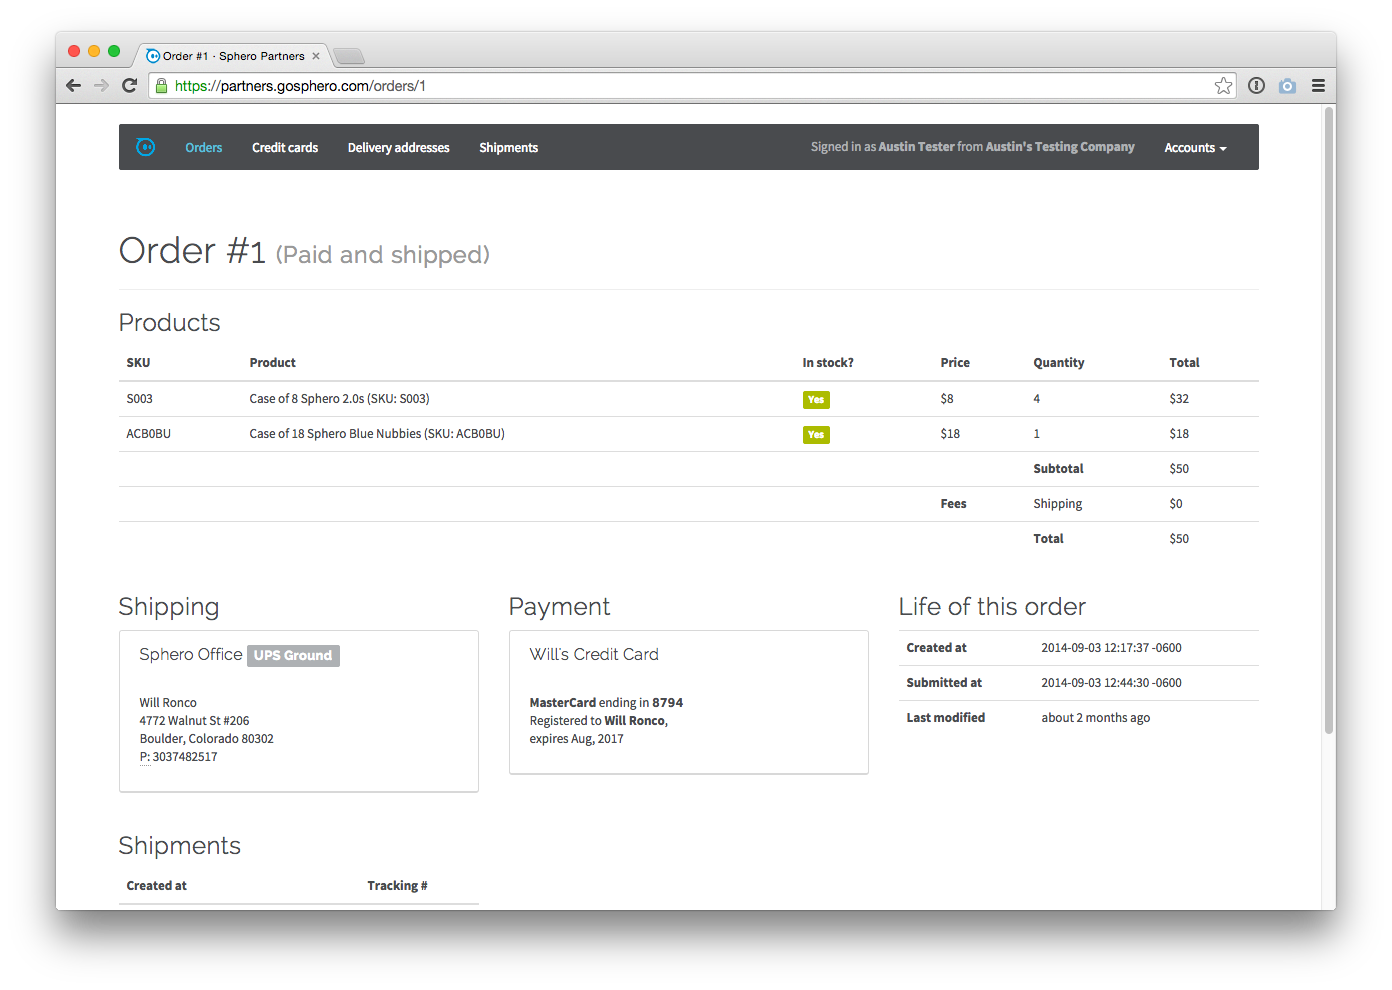 Order #1 · Sphero Partners
https://partners.gosphero.com/orders/1
Orders Credit cards Delivery addresses Shipments Signed in as Austin Tester from Austin's Testing Company Accounts
Order #1 (Paid and shipped)
Products
SKU Product In stock? Price Quantity Total
S003 Case of 8 Sphero 2.0s (SKU: S003) Yes $8 4 $32
ACB0BU Case of 18 Sphero Blue Nubbies (SKU: ACB0BU) Yes $18 1 $18
Subtotal $50
Fees Shipping $0
Total $50
Shipping
Sphero Office UPS Ground
Will Ronco
4772 Walnut St #206
Boulder, Colorado 80302
P: 3037482517
Payment
Will's Credit Card
MasterCard ending in 8794
Registered to Will Ronco,
expires Aug, 2017
Life of this order
Created at 2014-09-03 12:17:37 -0600
Submitted at 2014-09-03 12:44:30 -0600
Last modified about 2 months ago
Shipments
Created at Tracking #